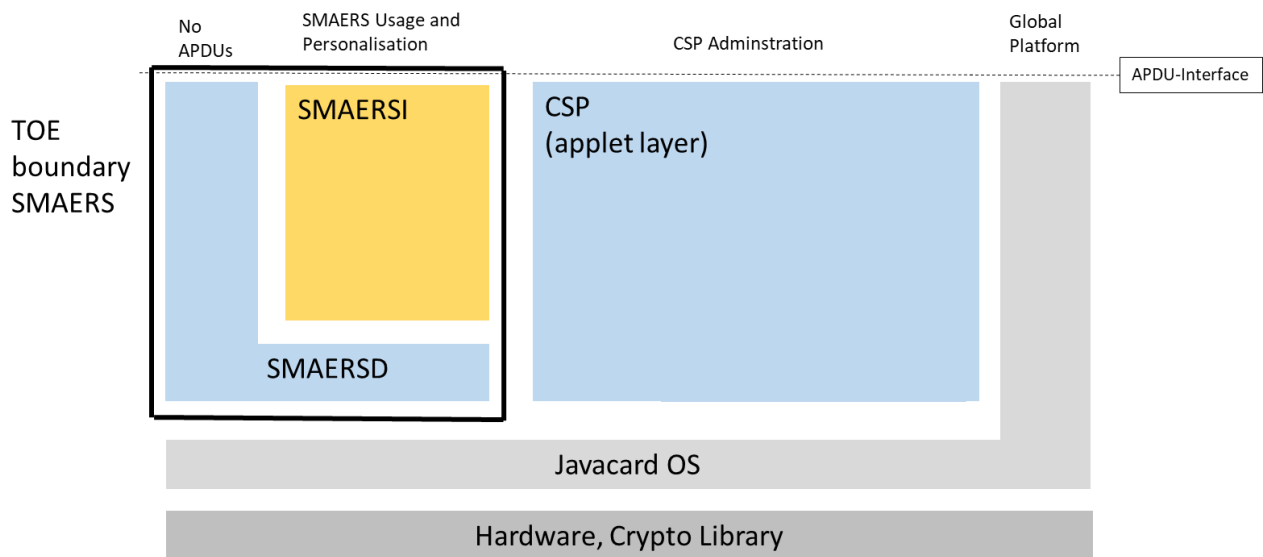 No
APDUs
SMAERS Usage and
Personalisation
CSP Adminstration
Global
Platform
APDU-Interface
TOE
boundary
SMAERS
SMAERSI
CSP
(applet layer)
SMAERSD
Javacard OS
Hardware, Crypto Library